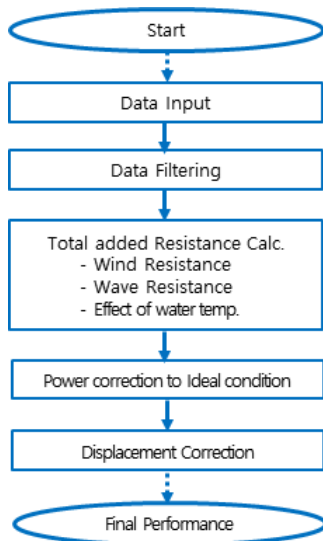 Start
Data Input
Data Filtering
Total added Resistance Calc.
- Wind Resistance
- Wave Resistance
- Effect of water temp.
Power correction to Ideal condition
Displacement Correction
Final Performance